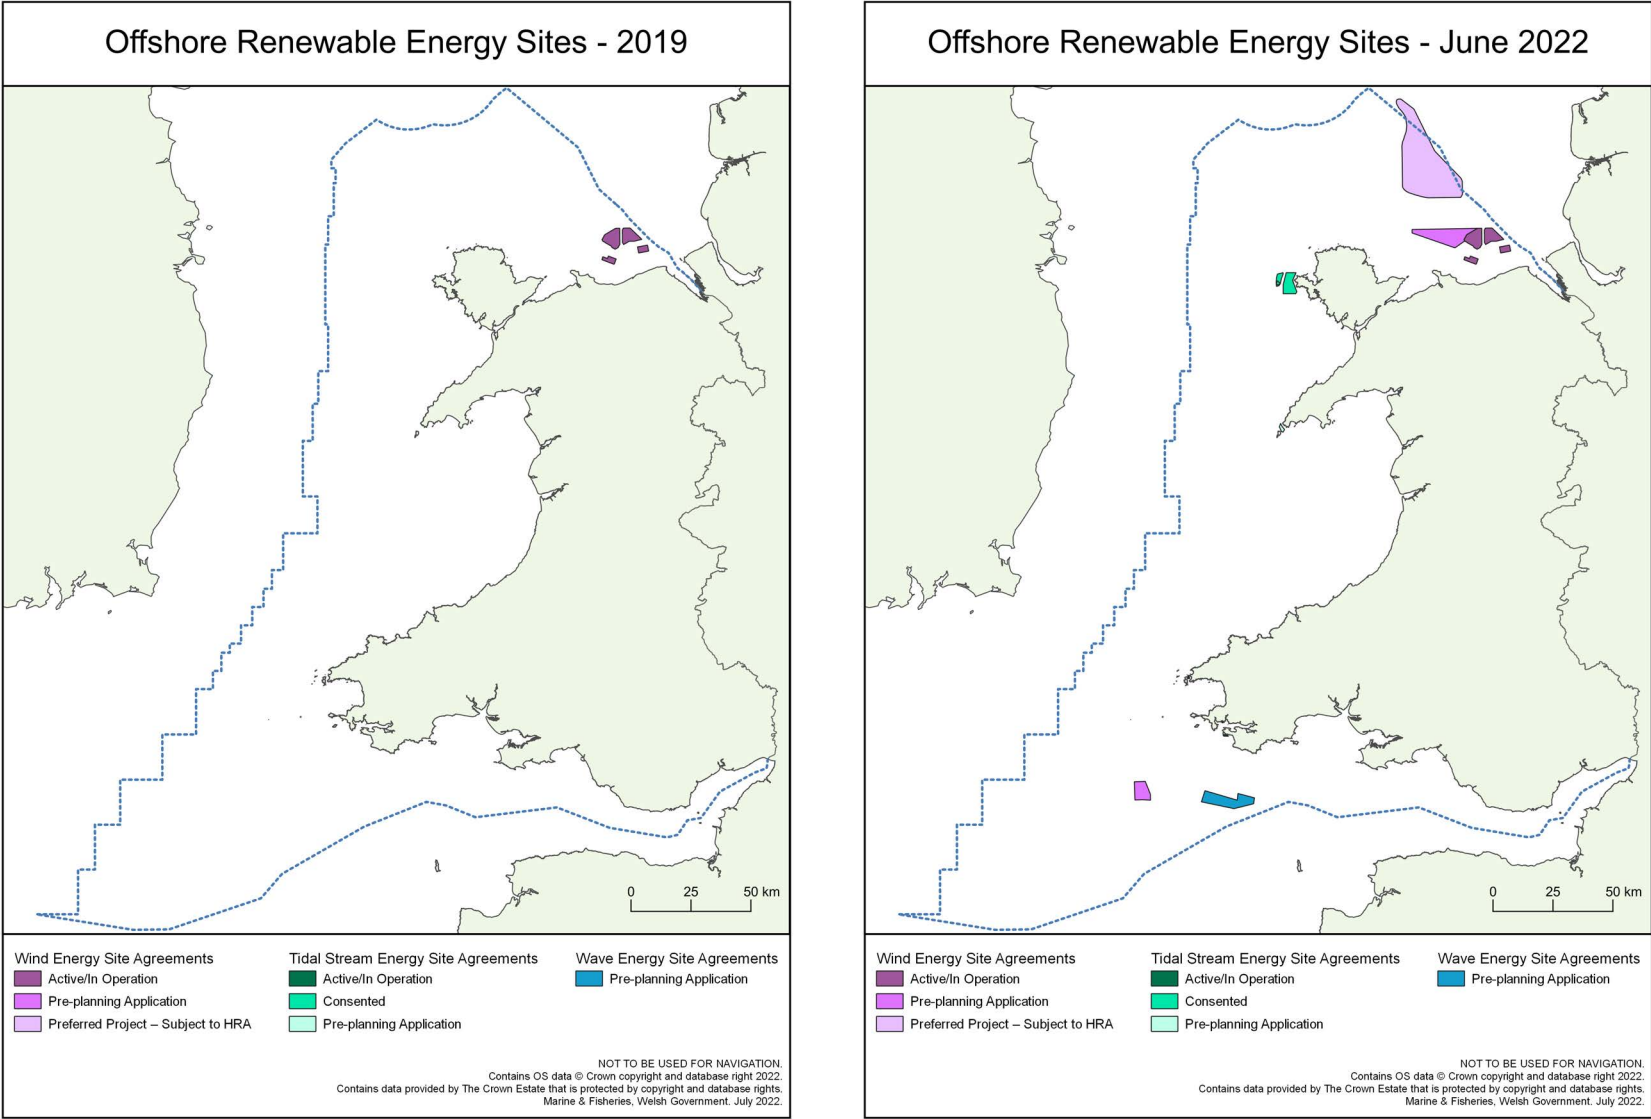 Offshore Renewable Energy Sites - 2019
0 25 50 km
Wind Energy Site Agreements
Active/In Operation
Pre-planning Application
Preferred Project – Subject to HRA
Tidal Stream Energy Site Agreements
Active/In Operation
Consented
Pre-planning Application
Wave Energy Site Agreements
Pre-planning Application
NOT TO BE USED FOR NAVIGATION.
Contains OS data © Crown copyright and database right 2022.
Contains data provided by The Crown Estate that is protected by copyright and database rights.
Marine & Fisheries, Welsh Government. July 2022.
Offshore Renewable Energy Sites - June 2022
0 25 50 km
Wind Energy Site Agreements
Active/In Operation
Pre-planning Application
Preferred Project – Subject to HRA
Tidal Stream Energy Site Agreements
Active/In Operation
Consented
Pre-planning Application
Wave Energy Site Agreements
Pre-planning Application
NOT TO BE USED FOR NAVIGATION.
Contains OS data © Crown copyright and database right 2022.
Contains data provided by The Crown Estate that is protected by copyright and database rights.
Marine & Fisheries, Welsh Government. July 2022.